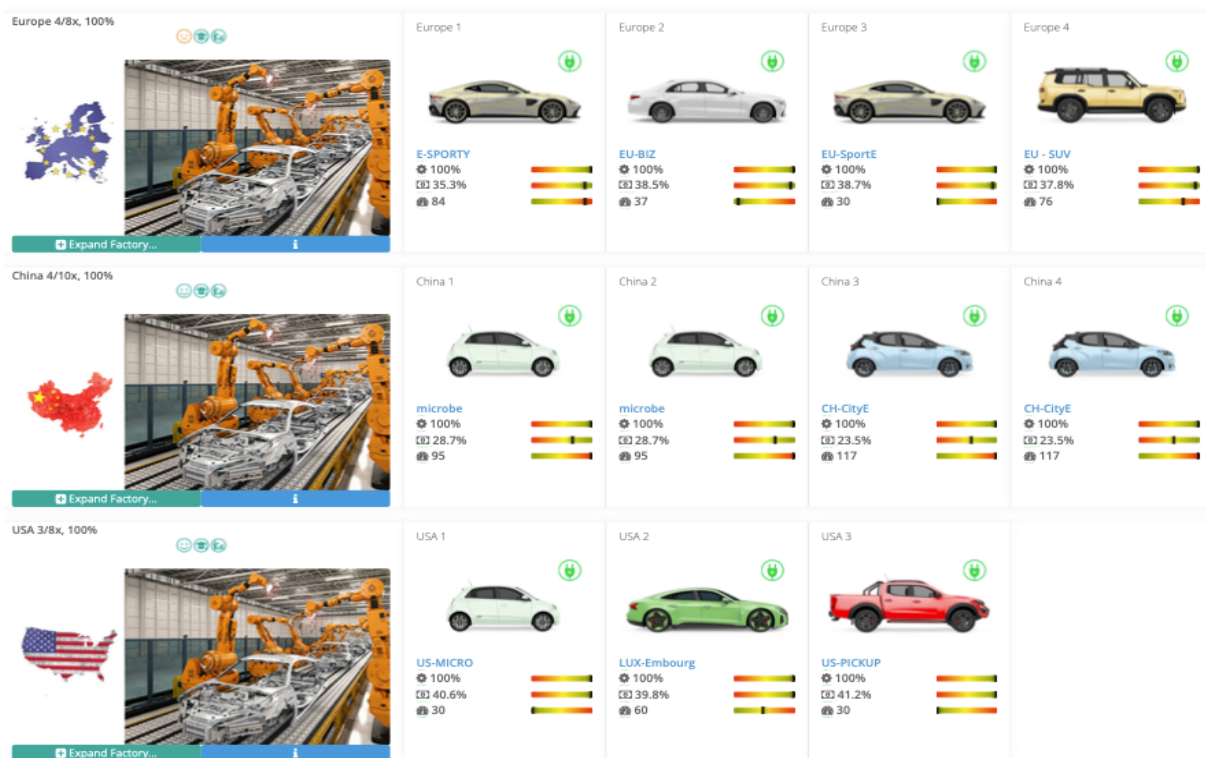 Europe 4/8x, 100%
Expand Factory...
i
Europe 1
E-SPORTY
100%
35.3%
84
Europe 2
EU-BIZ
100%
38.5%
37
Europe 3
EU-SportE
100%
38.7%
30
Europe 4
EU - SUV
100%
37.8%
76
China 4/10x, 100%
Expand Factory...
i
China 1
microbe
100%
28.7%
95
China 2
microbe
100%
28.7%
95
China 3
CH-CityE
100%
23.5%
117
China 4
CH-CityE
100%
23.5%
117
USA 3/8x, 100%
Expand Factory...
i
USA 1
US-MICRO
100%
40.6%
30
USA 2
LUX-Embourg
100%
39.8%
60
USA 3
US-PICKUP
100%
41.2%
30